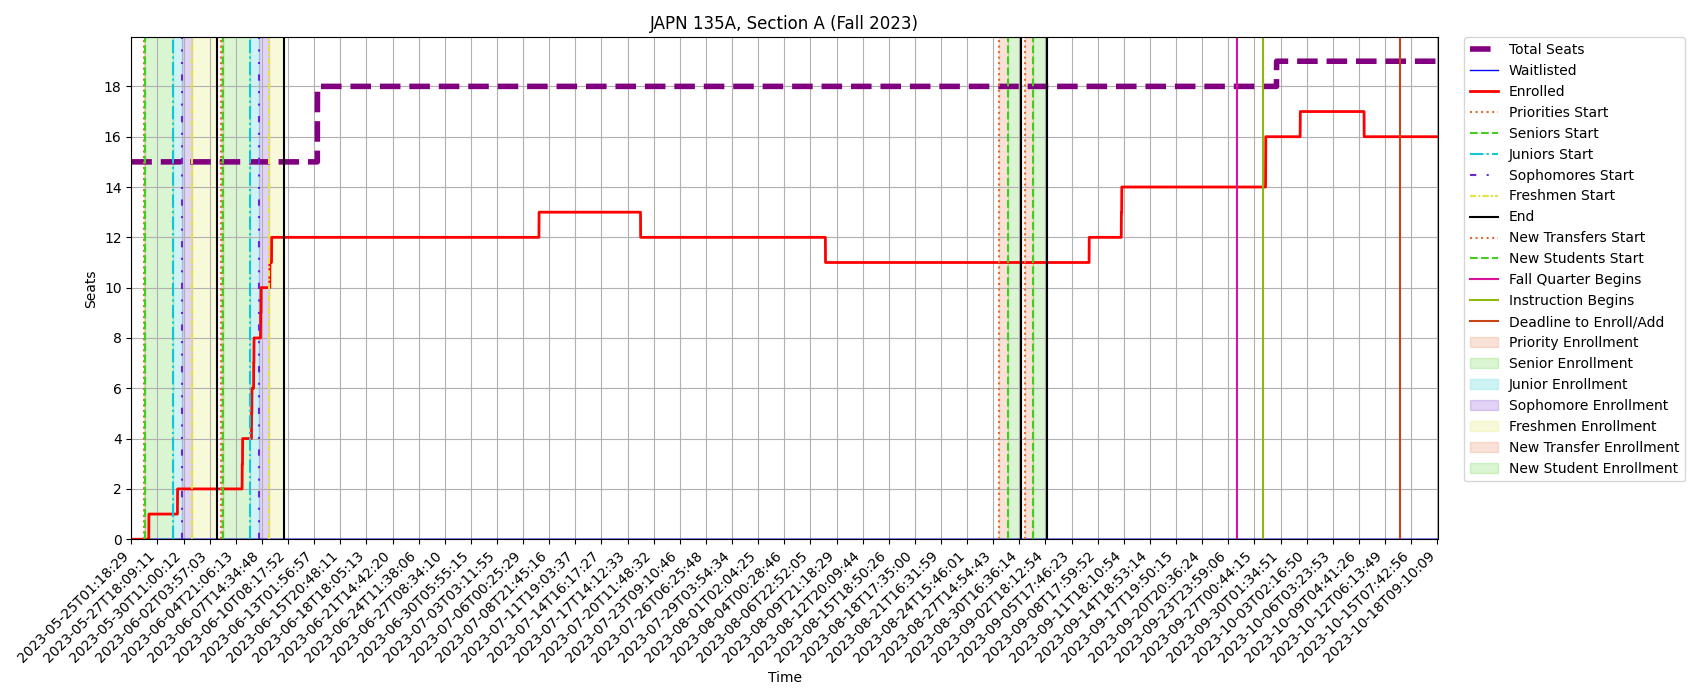 JAPN 135A, Section A (Fall 2023)
Seats
18
16
14
12
10
8
6
4
2
0
2023-05-25T01:18:29
2023-05-27T18:09:11
2023-05-30T11:00:12
2023-06-02T03:57:03
2023-06-04T21:06:13
2023-06-07T14:34:48
2023-06-10T08:17:52
2023-06-13T01:56:57
2023-06-15T20:48:11
2023-06-18T18:05:13
2023-06-21T14:42:20
2023-06-24T11:38:06
2023-06-27T08:34:10
2023-06-30T05:55:15
2023-07-03T03:11:55
2023-07-06T00:25:29
2023-07-08T21:45:16
2023-07-11T19:03:37
2023-07-14T16:17:27
2023-07-17T14:12:33
2023-07-20T11:48:32
2023-07-23T09:10:46
2023-07-26T06:25:48
2023-07-29T03:54:34
2023-08-01T02:04:25
2023-08-04T00:28:46
2023-08-06T22:52:05
2023-08-09T21:18:29
2023-08-12T20:09:44
2023-08-15T18:50:26
2023-08-18T17:35:00
2023-08-21T16:31:59
2023-08-24T15:46:01
2023-08-27T14:54:43
2023-08-30T16:36:14
2023-09-02T18:12:54
2023-09-05T17:46:23
2023-09-08T17:59:52
2023-09-11T18:10:54
2023-09-14T18:53:14
2023-09-17T19:50:15
2023-09-20T20:36:24
2023-09-23T23:59:06
2023-09-27T00:44:15
2023-09-30T01:34:51
2023-10-03T02:16:50
2023-10-06T03:23:53
2023-10-09T04:41:26
2023-10-12T06:13:49
2023-10-15T07:42:56
2023-10-18T09:10:09
Time
Total Seats
Waitlisted
Enrolled
Priorities Start
Seniors Start
Juniors Start
Sophomores Start
Freshmen Start
End
New Transfers Start
New Students Start
Fall Quarter Begins
Instruction Begins
Deadline to Enroll/Add
Priority Enrollment
Senior Enrollment
Junior Enrollment
Sophomore Enrollment
Freshmen Enrollment
New Transfer Enrollment
New Student Enrollment